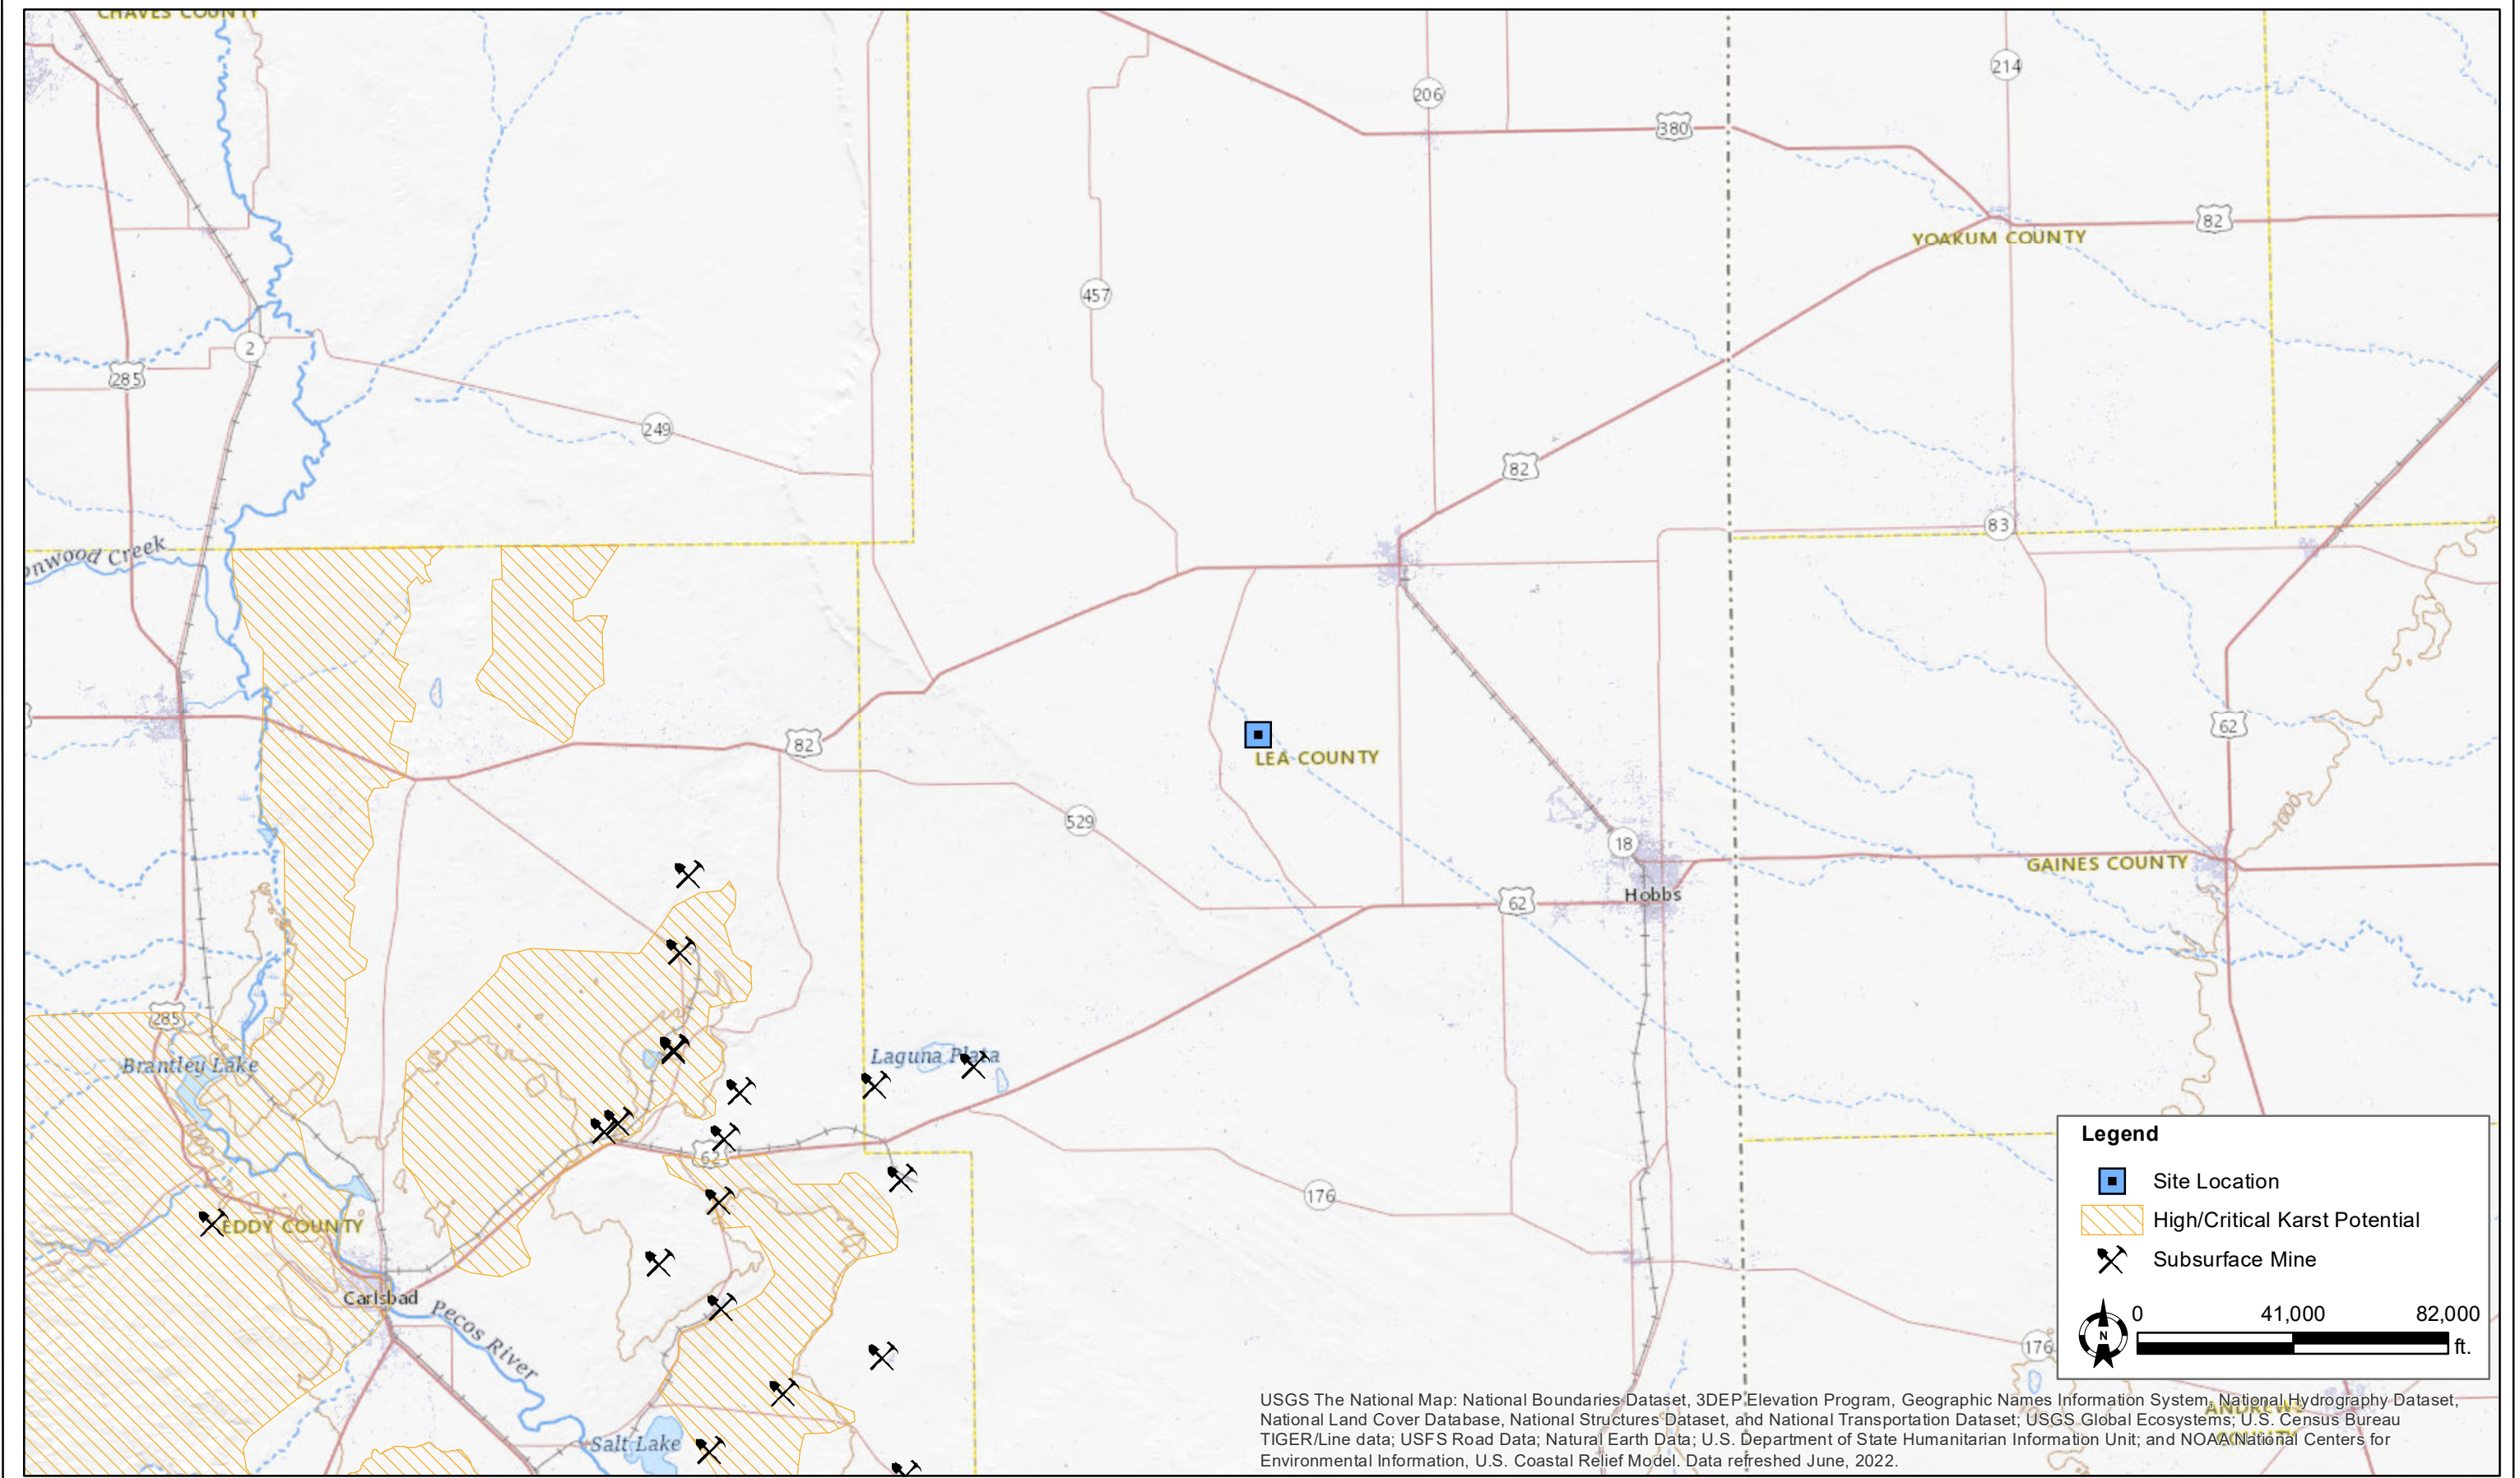 CHAVES COUNTY
214
206
380
82
YOAKUM COUNTY
457
2
285
249
82
83
onwood Creek
62
82
LEA COUNTY
529
1000
18
GAINES COUNTY
Hobbs
62
285
Laguna Plata
Brantley Lake
1000
62
176
EDDY COUNTY
Carlsbad
Pecos River
176
Salt Lake
ANDREWS
COUNTY
Legend
Site Location
High/Critical Karst Potential
Subsurface Mine
N
0 41,000 82,000
ft.
USGS The National Map: National Boundaries Dataset, 3DEP Elevation Program, Geographic Names Information System, National Hydrography Dataset,
National Land Cover Database, National Structures Dataset, and National Transportation Dataset; USGS Global Ecosystems; U.S. Census Bureau
TIGER/Line data; USFS Road Data; Natural Earth Data; U.S. Department of State Humanitarian Information Unit; and NOAA National Centers for
Environmental Information, U.S. Coastal Relief Model. Data refreshed June, 2022.